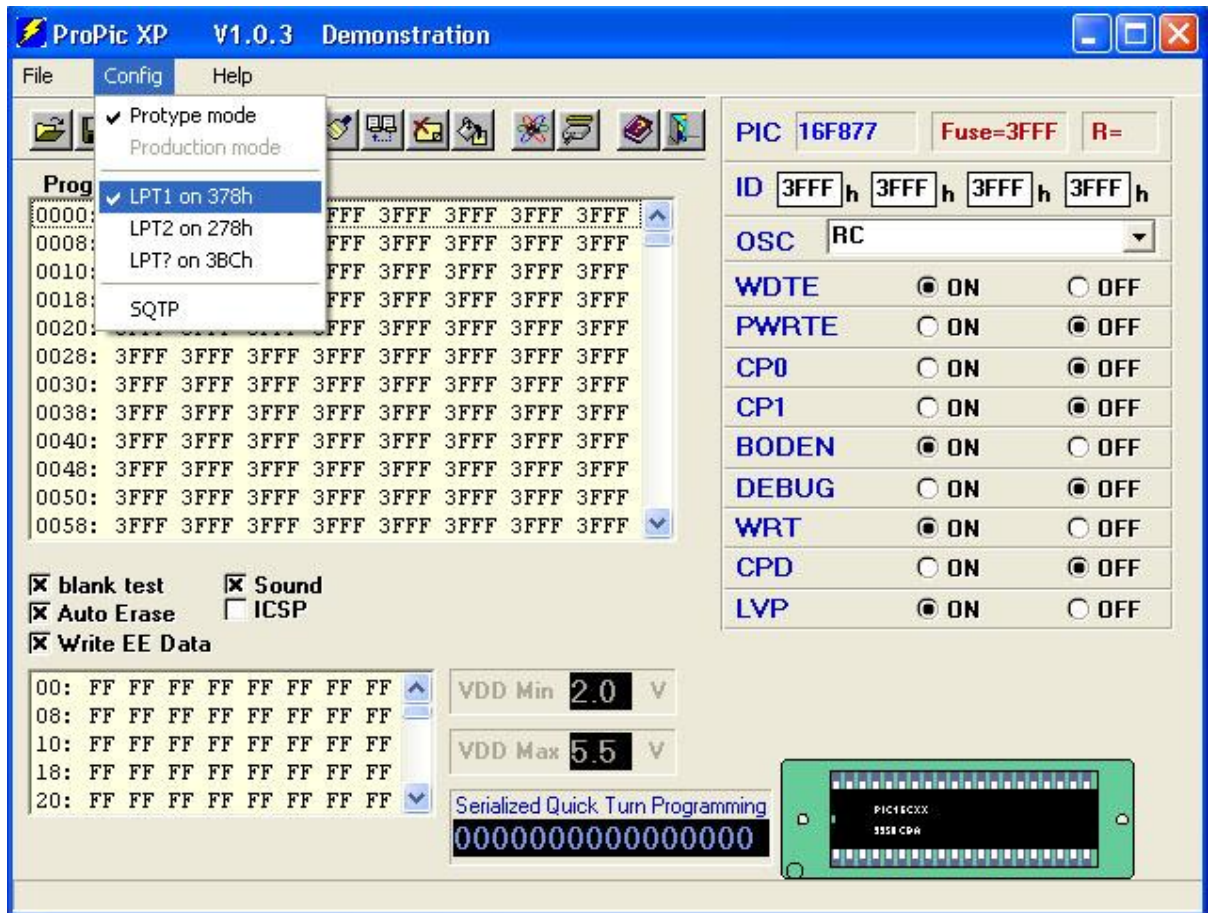 ProPic XP V1.0.3 Demonstration
File Config Help
Protype mode
Production mode
LPT1 on 378h
LPT2 on 278h
LPT? on 3BCh
SQTP
Prog
0000: FFF 3FFF 3FFF 3FFF 3FFF
0008: FFF 3FFF 3FFF 3FFF 3FFF
0010: FFF 3FFF 3FFF 3FFF 3FFF
0018: FFF 3FFF 3FFF 3FFF 3FFF
0020: FFF 3FFF 3FFF 3FFF 3FFF
0028: 3FFF 3FFF 3FFF 3FFF 3FFF 3FFF 3FFF 3FFF
0030: 3FFF 3FFF 3FFF 3FFF 3FFF 3FFF 3FFF 3FFF
0038: 3FFF 3FFF 3FFF 3FFF 3FFF 3FFF 3FFF 3FFF
0040: 3FFF 3FFF 3FFF 3FFF 3FFF 3FFF 3FFF 3FFF
0048: 3FFF 3FFF 3FFF 3FFF 3FFF 3FFF 3FFF 3FFF
0050: 3FFF 3FFF 3FFF 3FFF 3FFF 3FFF 3FFF 3FFF
0058: 3FFF 3FFF 3FFF 3FFF 3FFF 3FFF 3FFF 3FFF
blank test Sound
Auto Erase ICSP
Write EE Data
00: FF FF FF FF FF FF FF FF
08: FF FF FF FF FF FF FF FF
10: FF FF FF FF FF FF FF FF
18: FF FF FF FF FF FF FF FF
20: FF FF FF FF FF FF FF FF
VDD Min 2.0 V
VDD Max 5.5 V
Serialized Quick Turn Programming
0000000000000000
PIC 16F877 Fuse=3FFF R=
ID 3FFF h 3FFF h 3FFF h 3FFF h
OSC RC
WDTE ON OFF
PWRTE ON OFF
CP0 ON OFF
CP1 ON OFF
BODEN ON OFF
DEBUG ON OFF
WRT ON OFF
CPD ON OFF
LVP ON OFF
PIC16CXX